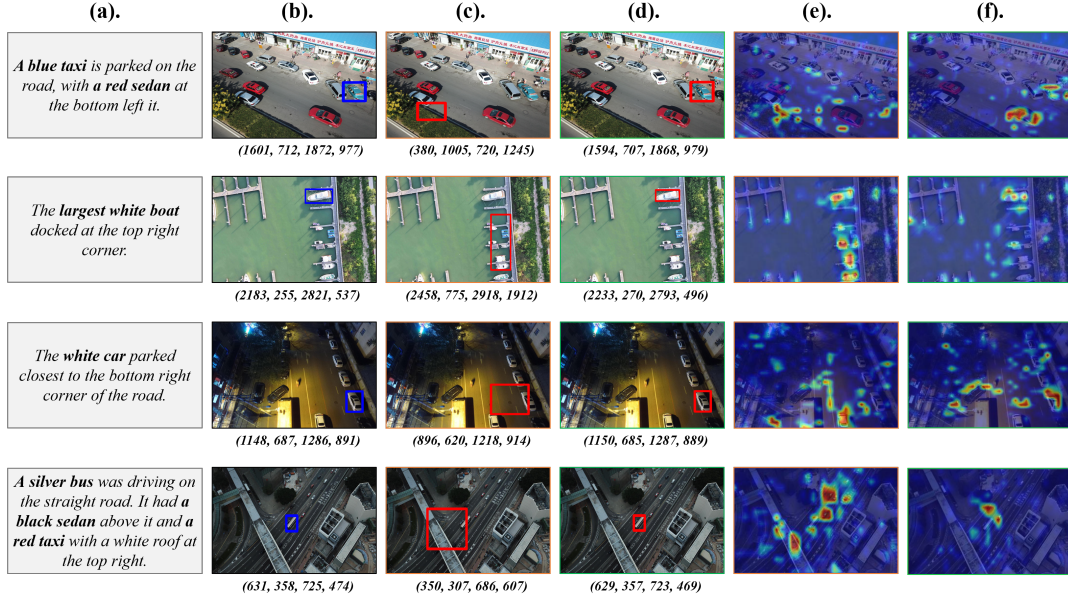 (a). (b). (c). (d). (e). (f).
A blue taxi is parked on the
road, with a red sedan at
the bottom left it.
(1601, 712, 1872, 977) (380, 1005, 720, 1245) (1594, 707, 1868, 979)
The largest white boat
docked at the top right
corner.
(2183, 255, 2821, 537) (2458, 775, 2918, 1912) (2233, 270, 2793, 496)
The white car parked
closest to the bottom right
corner of the road.
(1148, 687, 1286, 891) (896, 620, 1218, 914) (1150, 685, 1287, 889)
A silver bus was driving on
the straight road. It had a
black sedan above it and a
red taxi with a white roof at
the top right.
(631, 358, 725, 474) (350, 307, 686, 607) (629, 357, 723, 469)